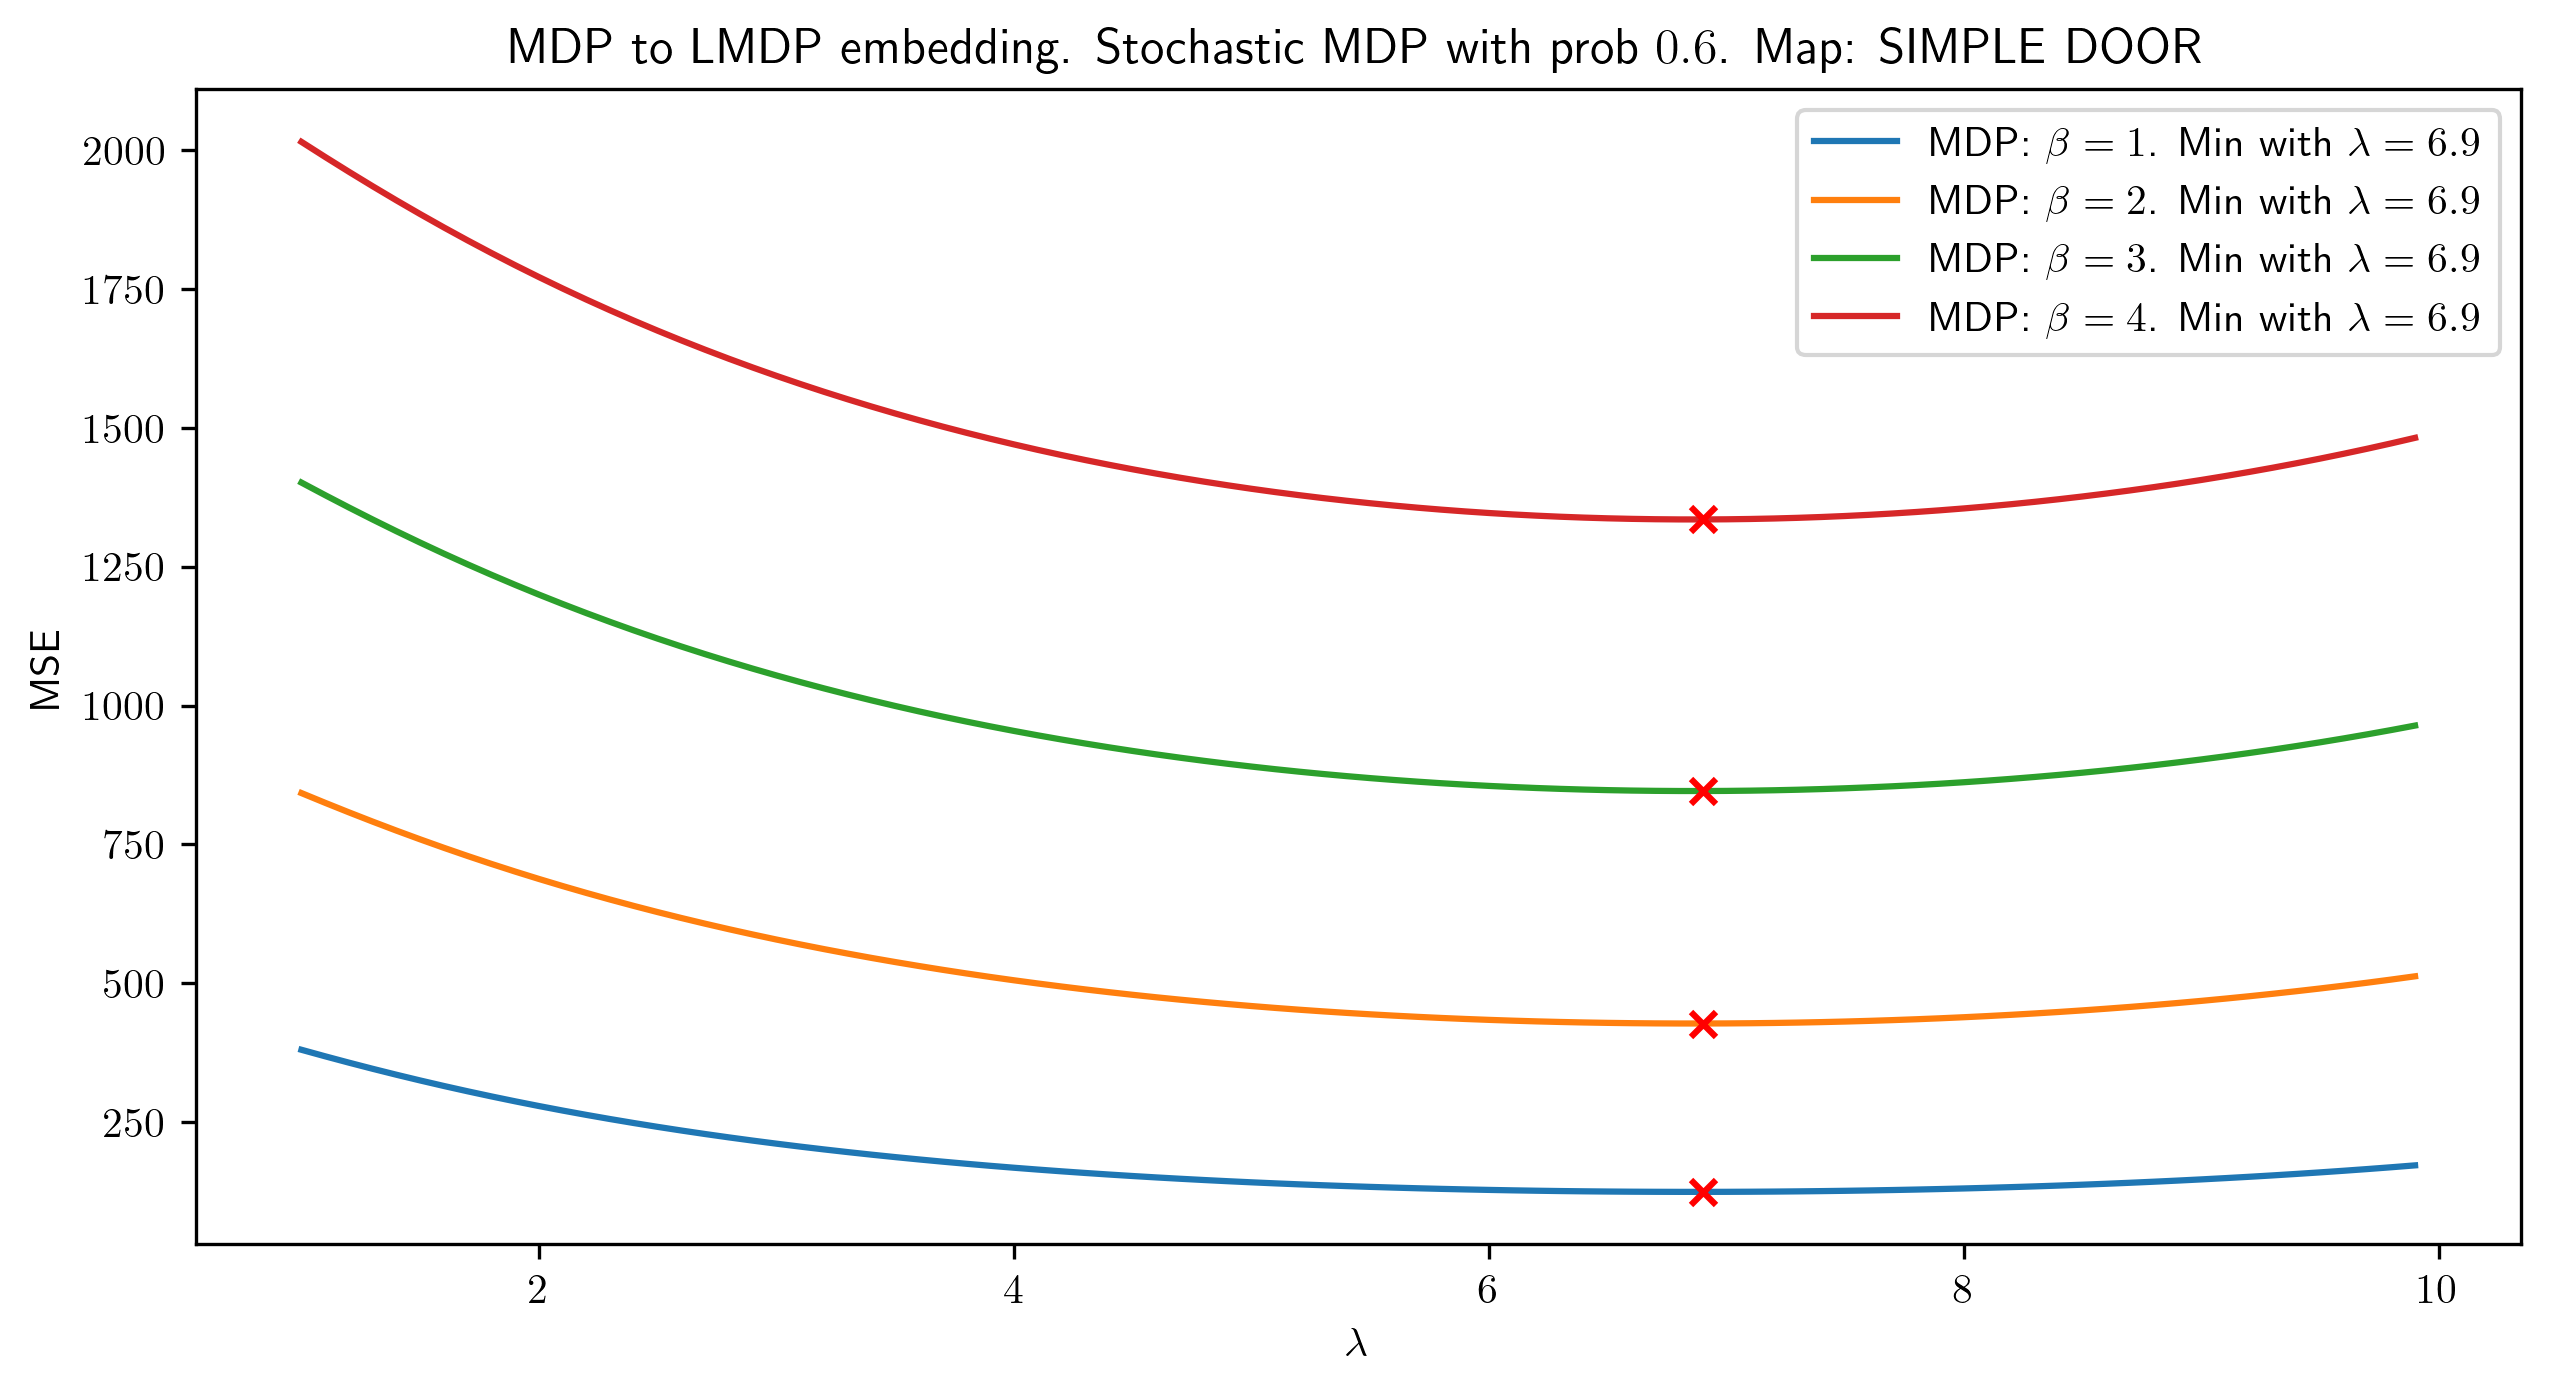 MDP to LMDP embedding. Stochastic MDP with prob 0.6. Map: SIMPLE DOOR
MDP: β = 1. Min with λ = 6.9
MDP: β = 2. Min with λ = 6.9
MDP: β = 3. Min with λ = 6.9
MDP: β = 4. Min with λ = 6.9
2000
1750
1500
1250
1000
750
500
250
MSE
2 4 6 8 10
λ